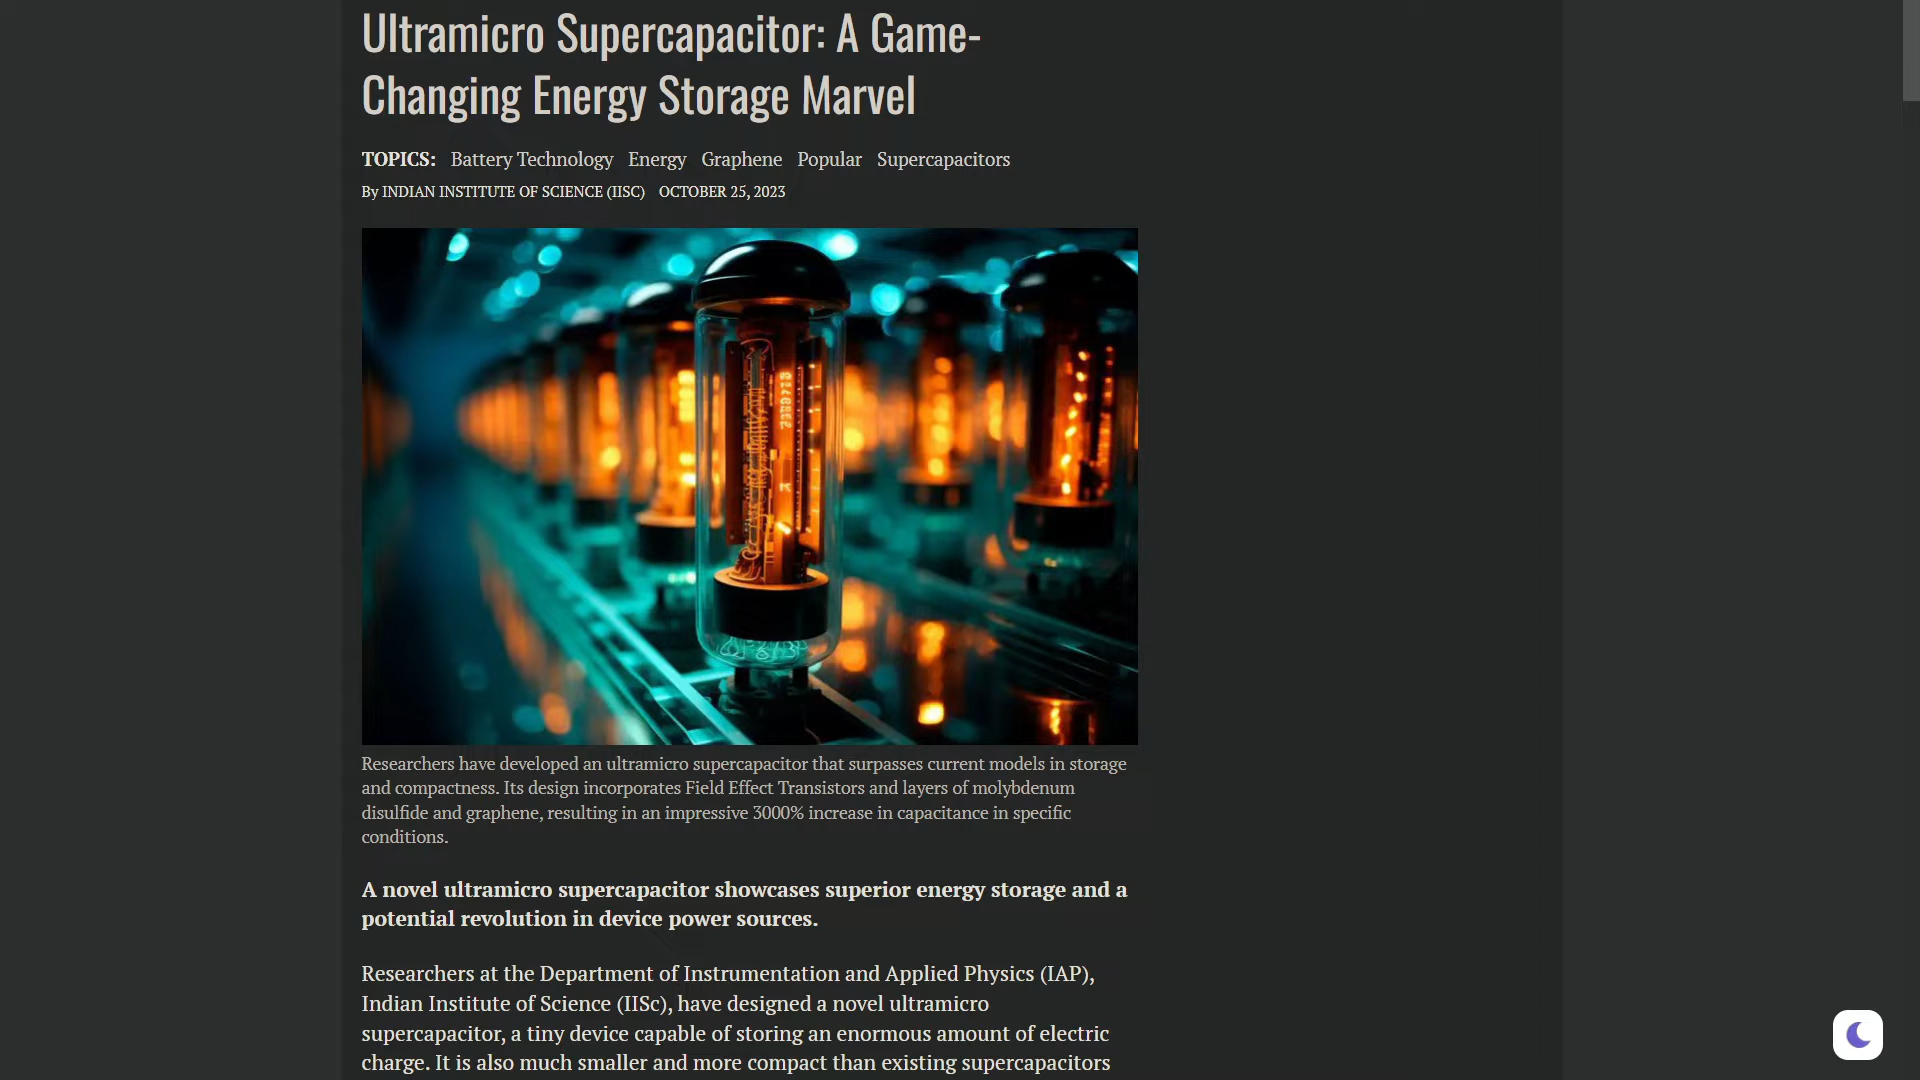 Ultramicro Supercapacitor: A Game-
Changing Energy Storage Marvel
TOPICS: Battery Technology Energy Graphene Popular Supercapacitors
By INDIAN INSTITUTE OF SCIENCE (IISC) OCTOBER 25, 2023
Researchers have developed an ultramicro supercapacitor that surpasses current models in storage
and compactness. Its design incorporates Field Effect Transistors and layers of molybdenum
disulfide and graphene, resulting in an impressive 3000% increase in capacitance in specific
conditions.
A novel ultramicro supercapacitor showcases superior energy storage and a
potential revolution in device power sources.
Researchers at the Department of Instrumentation and Applied Physics (IAP),
Indian Institute of Science (IISc), have designed a novel ultramicro
supercapacitor, a tiny device capable of storing an enormous amount of electric
charge. It is also much smaller and more compact than existing supercapacitors